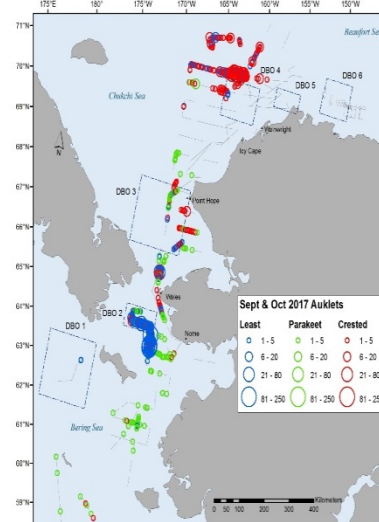 175°E 180° 175°W 170°W 165°W 160°W 155°W 150°W
Beaufort Sea
71°N
70°N
DBO 4
DBO 5
DBO 6
Chukchi Sea
69°N
Wainwright
Icy Cape
N
68°N
67°N
DBO 3
Point Hope
66°N
65°N
64°N
Wales
DBO 2
Nome
63°N
DBO 1
62°N
Bering Sea
61°N
60°N
59°N
Sept & Oct 2017 Auklets
Least Parakeet Crested
1 - 5 1 - 5 1 - 5
6 - 20 6 - 20 6 - 20
21 - 80 21 - 80 21 - 80
81 - 250 81 - 250 81 - 250
Kilometers
0 50 100 200 300 400